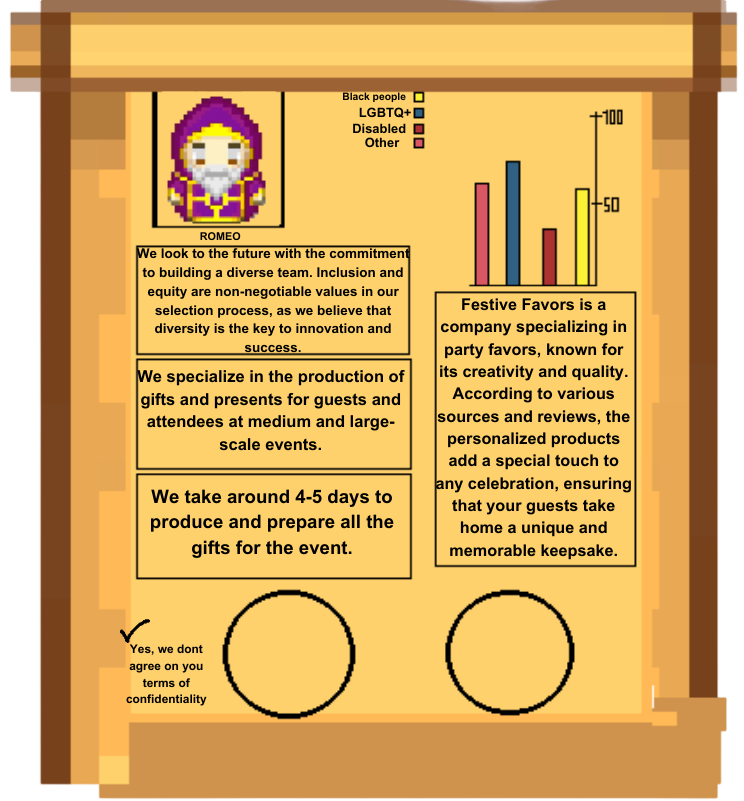 Black people
LGBTQ+
Disabled
Other
100
50
ROMEO
We look to the future with the commitment
to building a diverse team. Inclusion and
equity are non-negotiable values in our
selection process, as we believe that
diversity is the key to innovation and
success.
We specialize in the production of
gifts and presents for guests and
attendees at medium and large-
scale events.
We take around 4-5 days to
produce and prepare all the
gifts for the event.
Festive Favors is a
company specializing in
party favors, known for
its creativity and quality.
According to various
sources and reviews, the
personalized products
add a special touch to
any celebration, ensuring
that your guests take
home a unique and
memorable keepsake.
Yes, we dont
agree on you
terms of
confidentiality